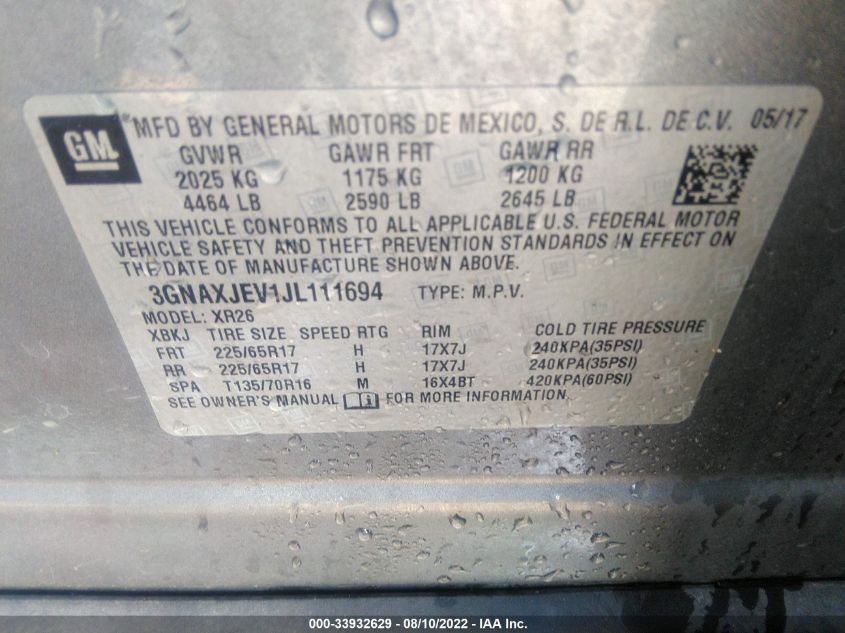 GM ® MFD BY GENERAL MOTORS DE MEXICO, S. DE R.L. DE C.V. 05/17
GVWR GAWR FRT GAWR RR
2025 KG 1175 KG 1200 KG
4464 LB 2590 LB 2645 LB
THIS VEHICLE CONFORMS TO ALL APPLICABLE U.S. FEDERAL MOTOR
VEHICLE SAFETY AND THEFT PREVENTION STANDARDS IN EFFECT ON
THE DATE OF MANUFACTURE SHOWN ABOVE.
3GNAXJEV1JL111694 TYPE: M.P.V.
MODEL: XR26
XBKJ TIRE SIZE SPEED RTG RIM COLD TIRE PRESSURE
FRT 225/65R17 H 17X7J 240KPA(35PSI)
RR 225/65R17 H 17X7J 240KPA(35PSI)
SPA T135/70R16 M 16X4BT 420KPA(60PSI)
SEE OWNER'S MANUAL FOR MORE INFORMATION.
000-33932629 - 08/10/2022 - IAA Inc.